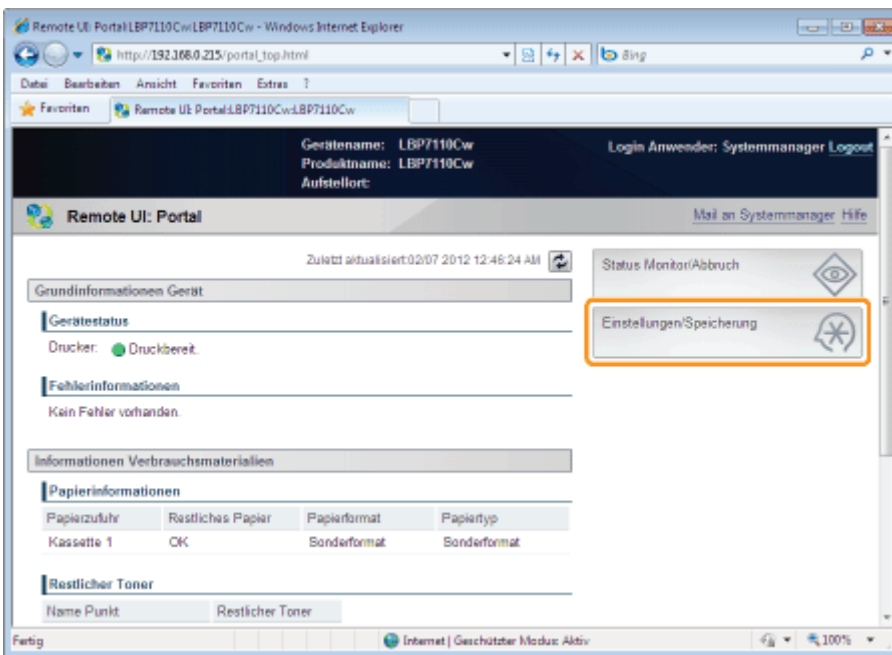 Remote UI: Portal:LBP7110Cw:LBP7110Cw - Windows Internet Explorer
http://192.168.0.215/portal_top.html
Bing
Datei Bearbeiten Ansicht Favoriten Extras ?
Favoriten Remote UI: Portal:LBP7110Cw:LBP7110Cw
Gerätename: LBP7110Cw
Produktname: LBP7110Cw
Aufstellort:
Login Anwender: Systemmanager Logout
Remote UI: Portal
Mail an Systemmanager Hilfe
Zuletzt aktualisiert:02/07 2012 12:46:24 AM
Status Monitor/Abbruch
Grundinformationen Gerät
Einstellungen/Speicherung
Gerätestatus
Drucker: Druckbereit.
Fehlerinformationen
Kein Fehler vorhanden.
Informationen Verbrauchsmaterialien
Papierinformationen
Papierzufuhr Restliches Papier Papierformat Papiertyp
Kassette 1 OK Sonderformat Sonderformat
Restlicher Toner
Name Punkt Restlicher Toner
Fertig Internet | Geschützter Modus: Aktiv 100%